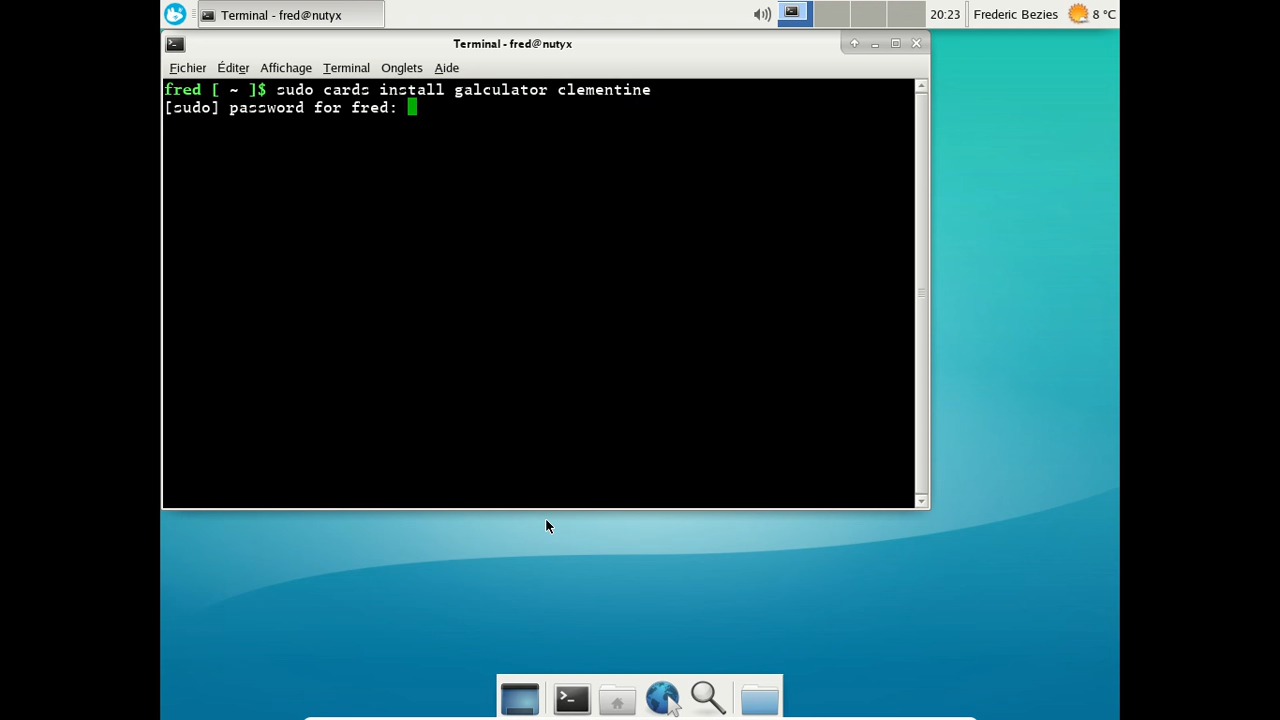 Terminal - fred@nutyx
20:23
Frederic Bezies
8 °C
Terminal - fred@nutyx
Fichier Éditer Affichage Terminal Onglets Aide
fred [ ~ ]$ sudo cards install galculator clementine
[sudo] password for fred: